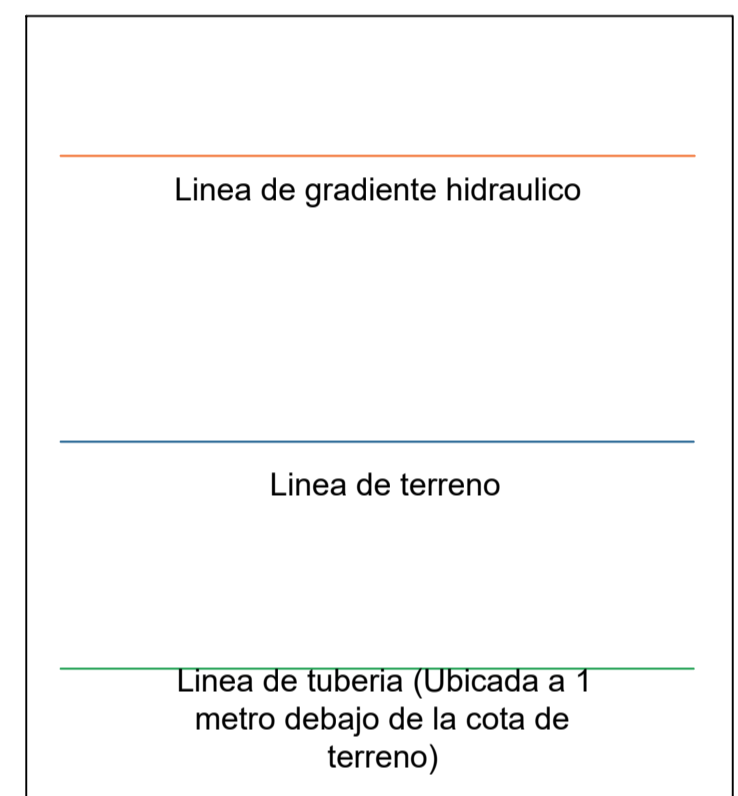 Linea de gradiente hidraulico
Linea de terreno
Linea de tuberia (Ubicada a 1
metro debajo de la cota de
terreno)